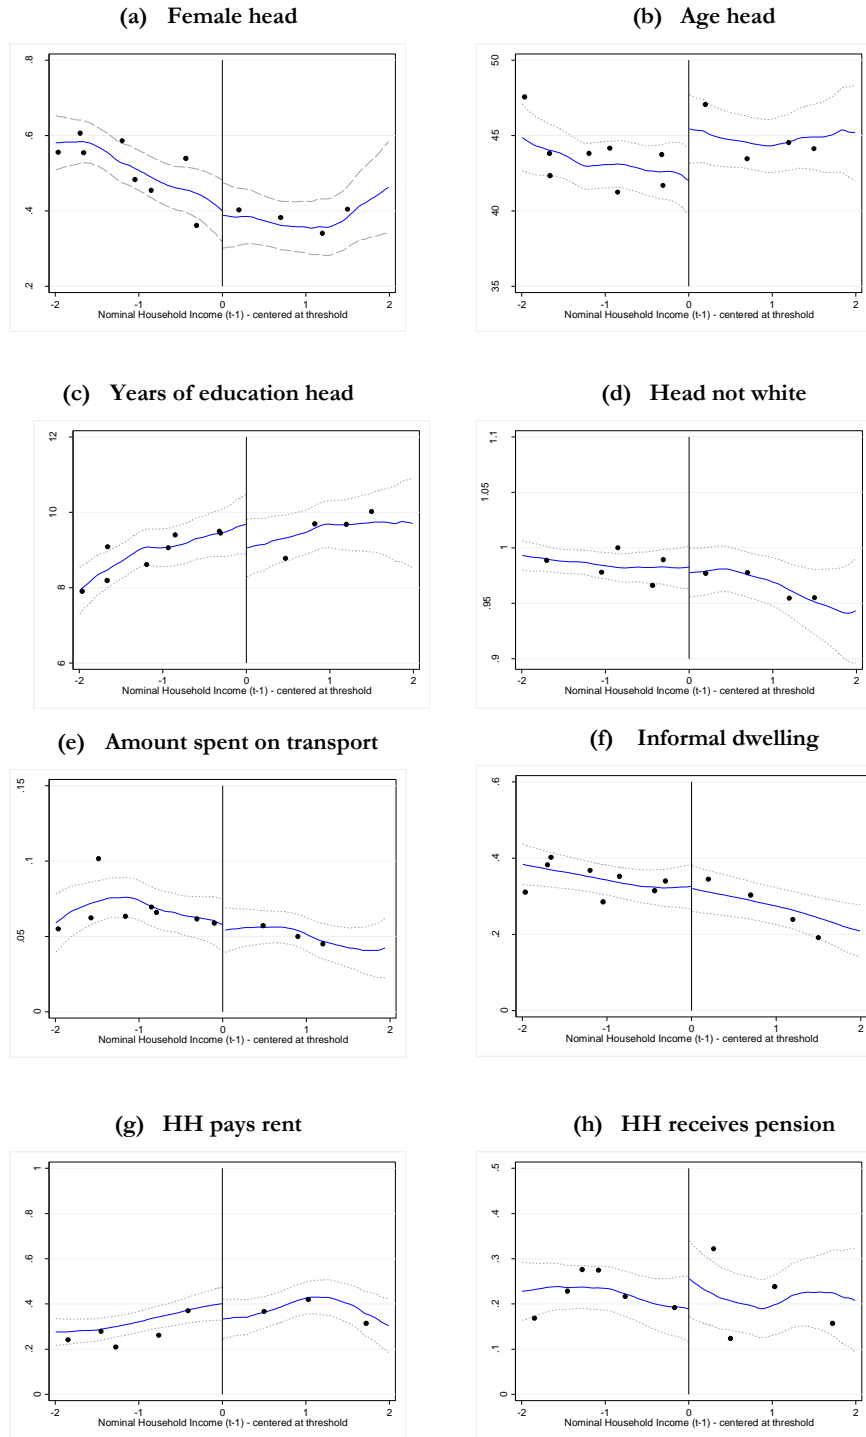 (a) Female head
.8
.6
.4
.2
-2 -1 0 1 2
Nominal Household Income (t-1) - centered at threshold
(b) Age head
50
45
40
35
-2 -1 0 1 2
Nominal Household Income (t-1) - centered at threshold
(c) Years of education head
12
10
8
6
-2 -1 0 1 2
Nominal Household Income (t-1) - centered at threshold
(d) Head not white
1.1
1.05
1
.95
.9
-2 -1 0 1 2
Nominal Household Income (t-1) - centered at threshold
(e) Amount spent on transport
.15
.1
.05
0
-2 -1 0 1 2
Nominal Household Income (t-1) - centered at threshold
(f) Informal dwelling
.6
.4
.2
0
-2 -1 0 1 2
Nominal Household Income (t-1) - centered at threshold
(g) HH pays rent
1
.8
.6
.4
.2
0
-2 -1 0 1 2
Nominal Household Income (t-1) - centered at threshold
(h) HH receives pension
.5
.4
.3
.2
.1
0
-2 -1 0 1 2
Nominal Household Income (t-1) - centered at threshold